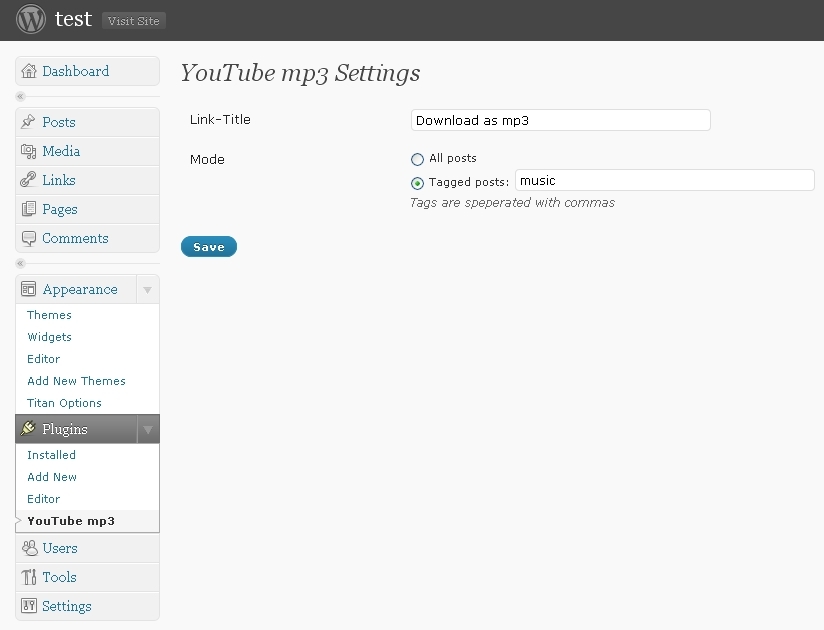 test Visit Site
Dashboard
Posts
Media
Links
Pages
Comments
Appearance
Themes
Widgets
Editor
Add New Themes
Titan Options
Plugins
Installed
Add New
Editor
YouTube mp3
Users
Tools
Settings
YouTube mp3 Settings
Link-Title Download as mp3
Mode All posts
Tagged posts: music
Tags are speperated with commas
Save